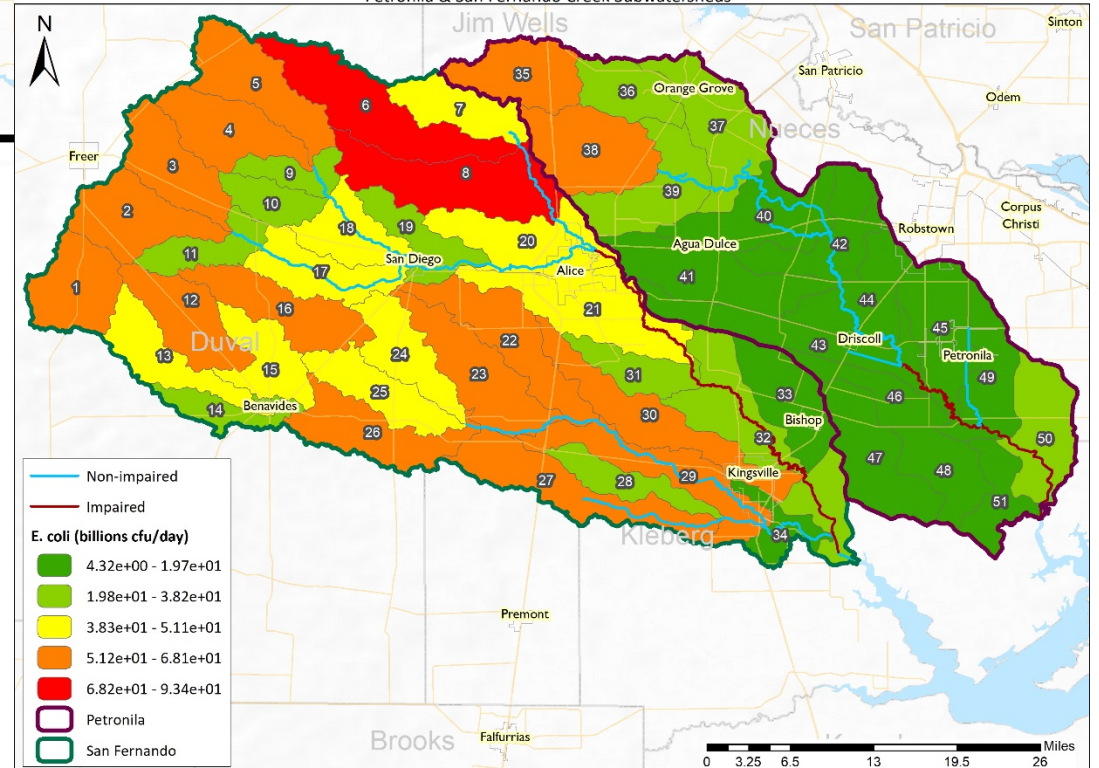 Petronila & San Fernando Creek Subwatersheds
N
Jim Wells
San Patricio
Sinton
San Patricio
Odem
Nueces
Corpus
Christi
Robstown
Orange Grove
Freer
Agua Dulce
San Diego
Alice
Duval
Driscoll
Petronila
Benavides
Bishop
Kingsville
Kleberg
Premont
Brooks
Falfurrias
1
2
3
4
5
6
7
8
9
10
11
12
13
14
15
16
17
18
19
20
21
22
23
24
25
26
27
28
29
30
31
32
33
34
35
36
37
38
39
40
41
42
43
44
45
46
47
48
49
50
51
Non-impaired
Impaired
E. coli (billions cfu/day)
4.32e+00 - 1.97e+01
1.98e+01 - 3.82e+01
3.83e+01 - 5.11e+01
5.12e+01 - 6.81e+01
6.82e+01 - 9.34e+01
Petronila
San Fernando
Miles
0 3.25 6.5 13 19.5 26